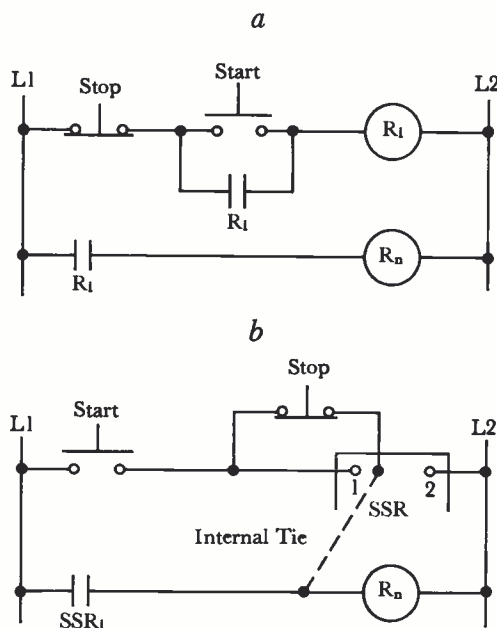 a
L1
Stop
Start
L2
R₁
R₁
R₁
Rₙ
b
Stop
L1
Start
L2
1
2
SSR
Internal Tie
SSR₁
Rₙ